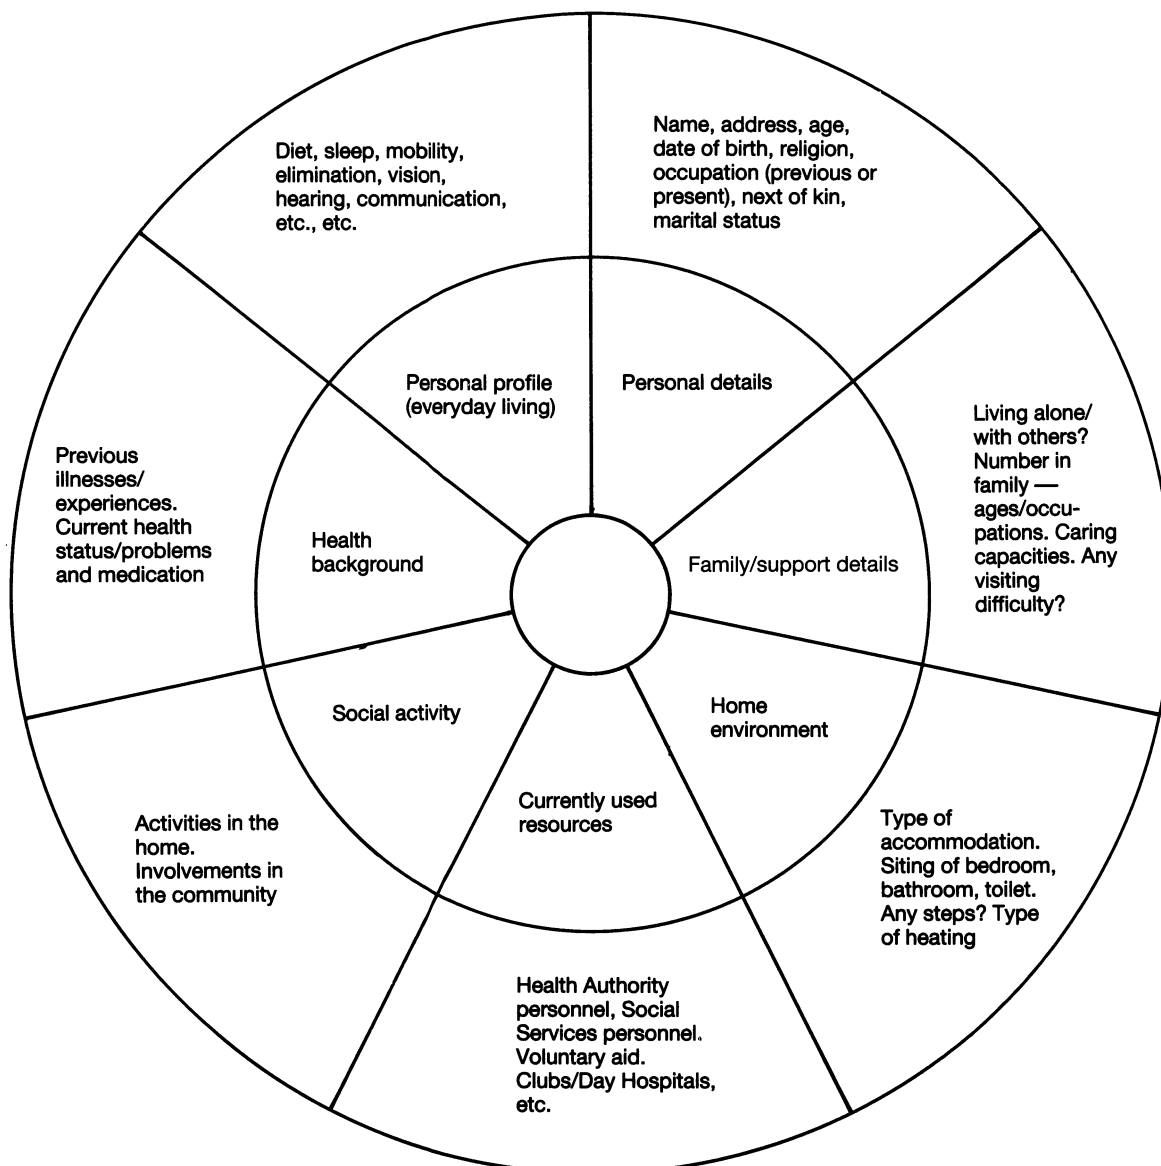 Diet, sleep, mobility,
elimination, vision,
hearing, communication,
etc., etc.
Name, address, age,
date of birth, religion,
occupation (previous or
present), next of kin,
marital status
Personal profile
(everyday living)
Personal details
Living alone/
with others?
Number in
family —
ages/occu-
pations. Caring
capacities. Any
visiting
difficulty?
Previous
illnesses/
experiences.
Current health
status/problems
and medication
Health
background
Family/support details
Social activity
Home
environment
Currently used
resources
Activities in the
home.
Involvements in
the community
Type of
accommodation.
Siting of bedroom,
bathroom, toilet.
Any steps? Type
of heating
Health Authority
personnel, Social
Services personnel.
Voluntary aid.
Clubs/Day Hospitals,
etc.